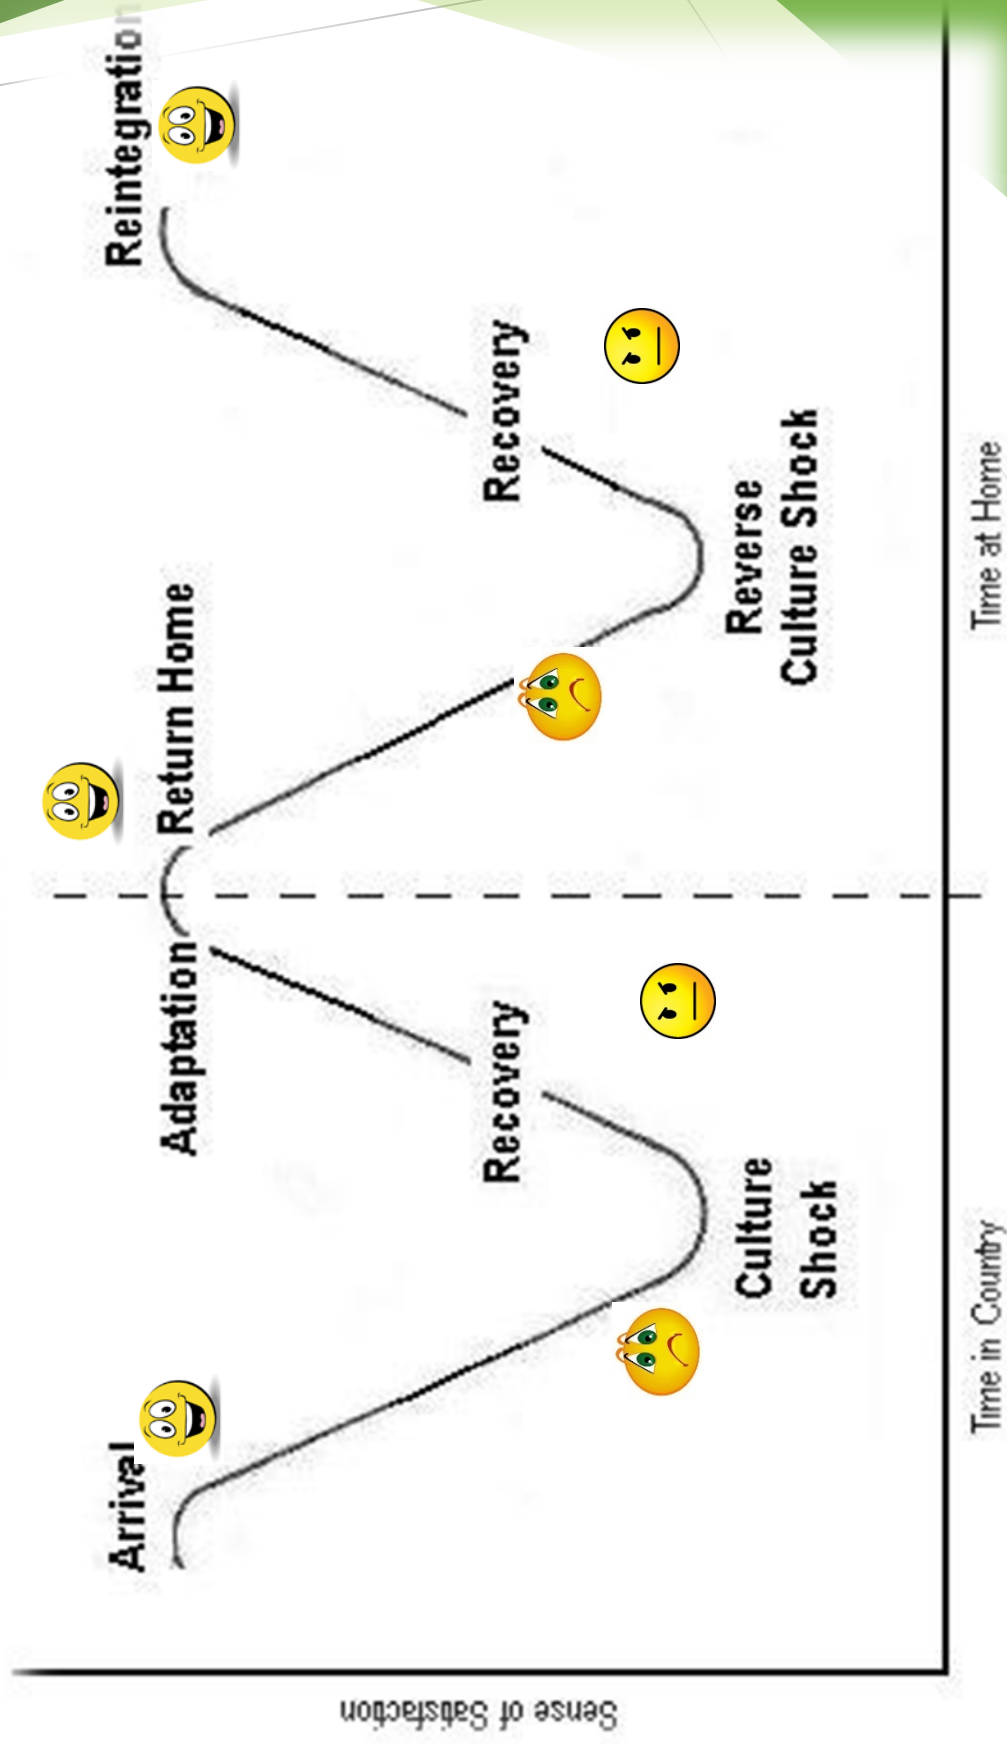 Arrival
Adaptation
Return Home
Reintegration
Recovery
Recovery
Culture
Shock
Reverse
Culture Shock
Sense of Satisfaction
Time in Country
Time at Home